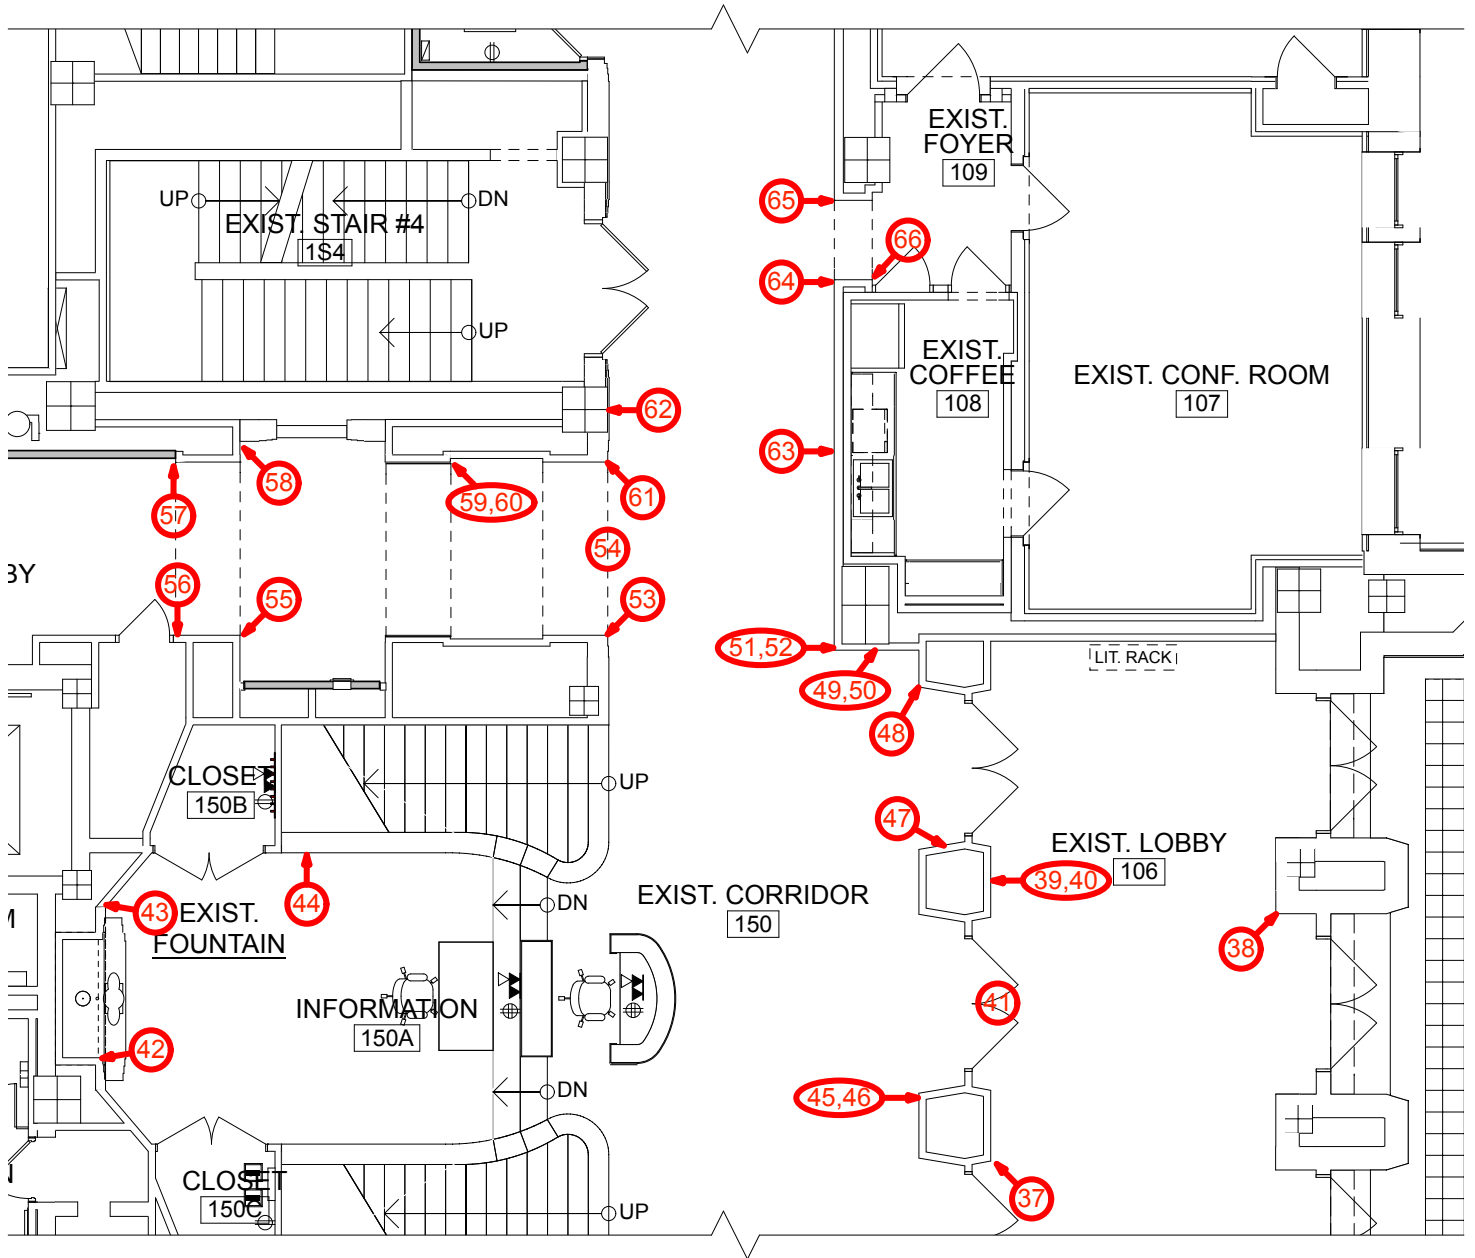 EXIST.
FOYER
109
UP
DN
EXIST. STAIR #4
1S4
65
66
64
UP
EXIST.
COFFEE
108
EXIST. CONF. ROOM
107
62
63
58
59,60
61
57
54
BY
56
55
53
51,52
LIT. RACK
49,50
48
CLOSET
150B
UP
47
EXIST. LOBBY
106
39,40
44
EXIST. CORRIDOR
150
DN
43
EXIST.
FOUNTAIN
M
38
INFORMATION
150A
41
42
DN
45,46
CLOSET
150C
37
UP
N